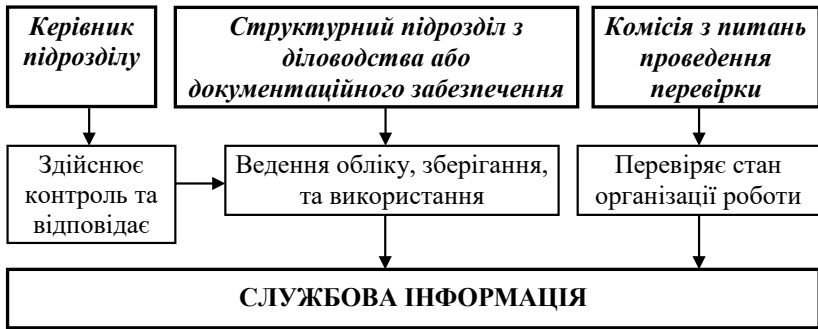 Керівник
підрозділу
Структурний підрозділ з
діловодства або
документаційного забезпечення
Комісія з питань
проведення
перевірки
Здійснює
контроль та
відповідає
Ведення обліку, зберігання,
та використання
Перевіряє стан
організації роботи
СЛУЖБОВА ІНФОРМАЦІЯ